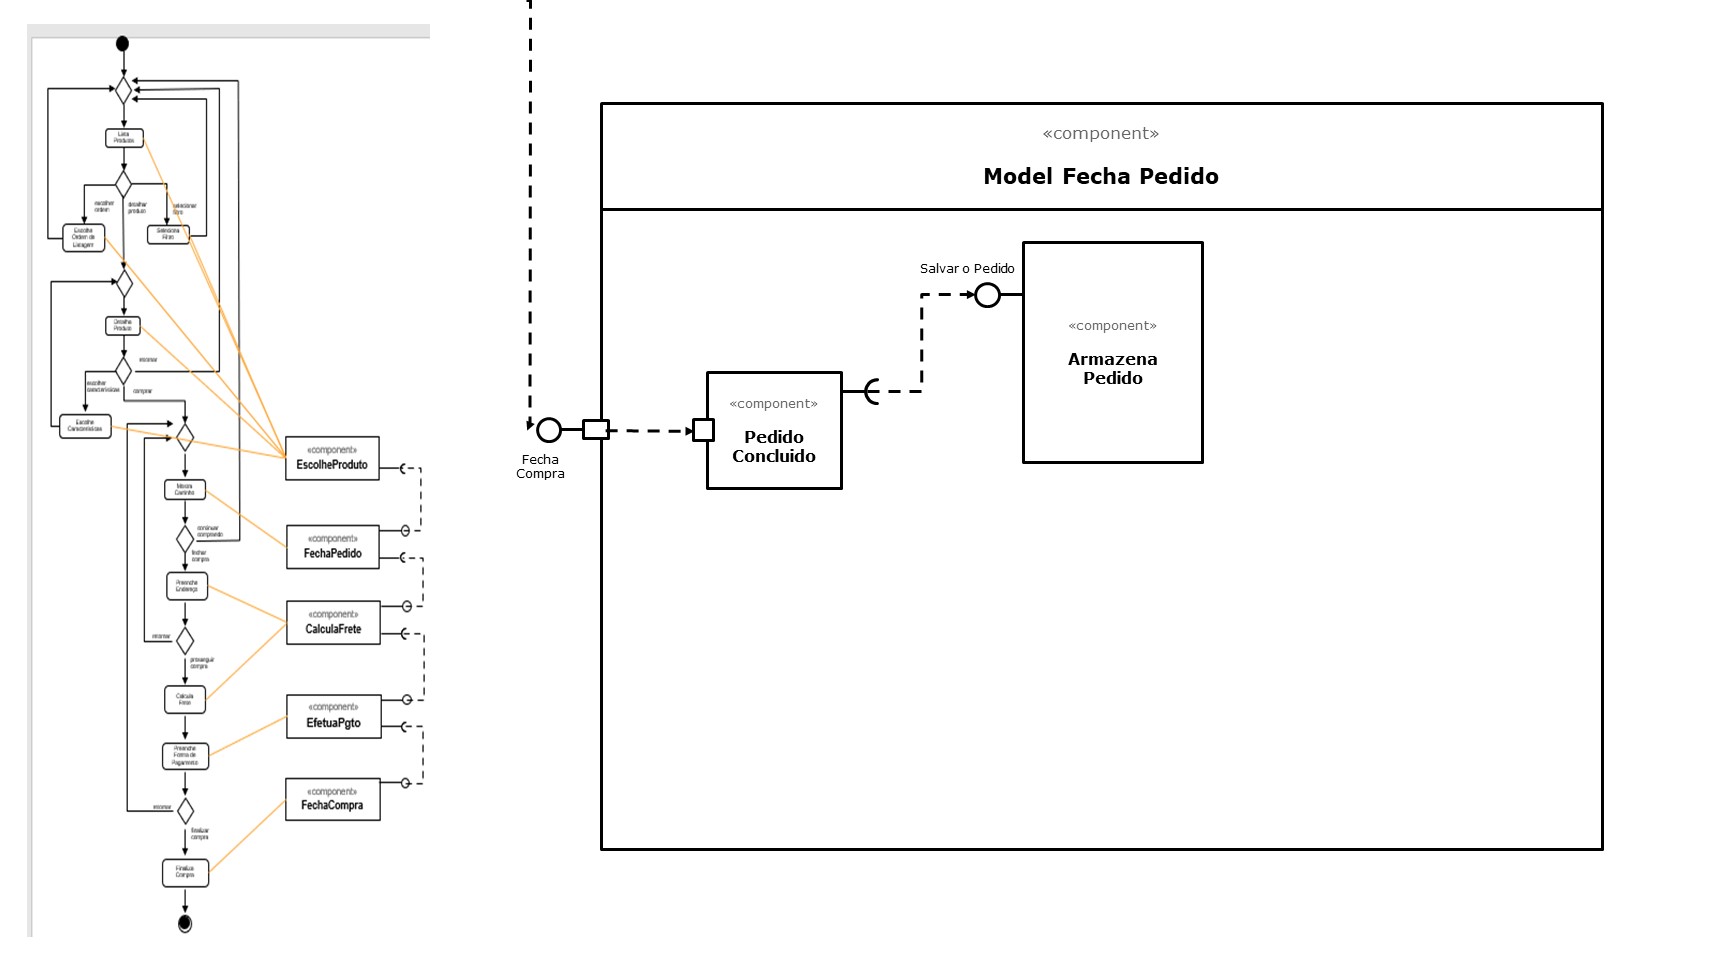 Lista
Produtos
escolher
ordem
detalhar
produto
selecionar
filtro
Escolhe
Ordem de
Listagem
Seleciona
Filtro
Detalha
Produto
retornar
escolher
características
comprar
Escolhe
Características
Mostra
Carrinho
continuar
comprando
fechar
compra
Preenche
Endereço
retornar
prosseguir
compra
Calcula
Frete
Preenche
Forma de
Pagamento
retornar
finalizar
compra
Finaliza
Compra
«component»
EscolheProduto
«component»
FechaPedido
«component»
CalculaFrete
«component»
EfetuaPgto
«component»
FechaCompra
«component»
Model Fecha Pedido
Fecha
Compra
«component»
Pedido
Concluido
Salvar o Pedido
«component»
Armazena
Pedido